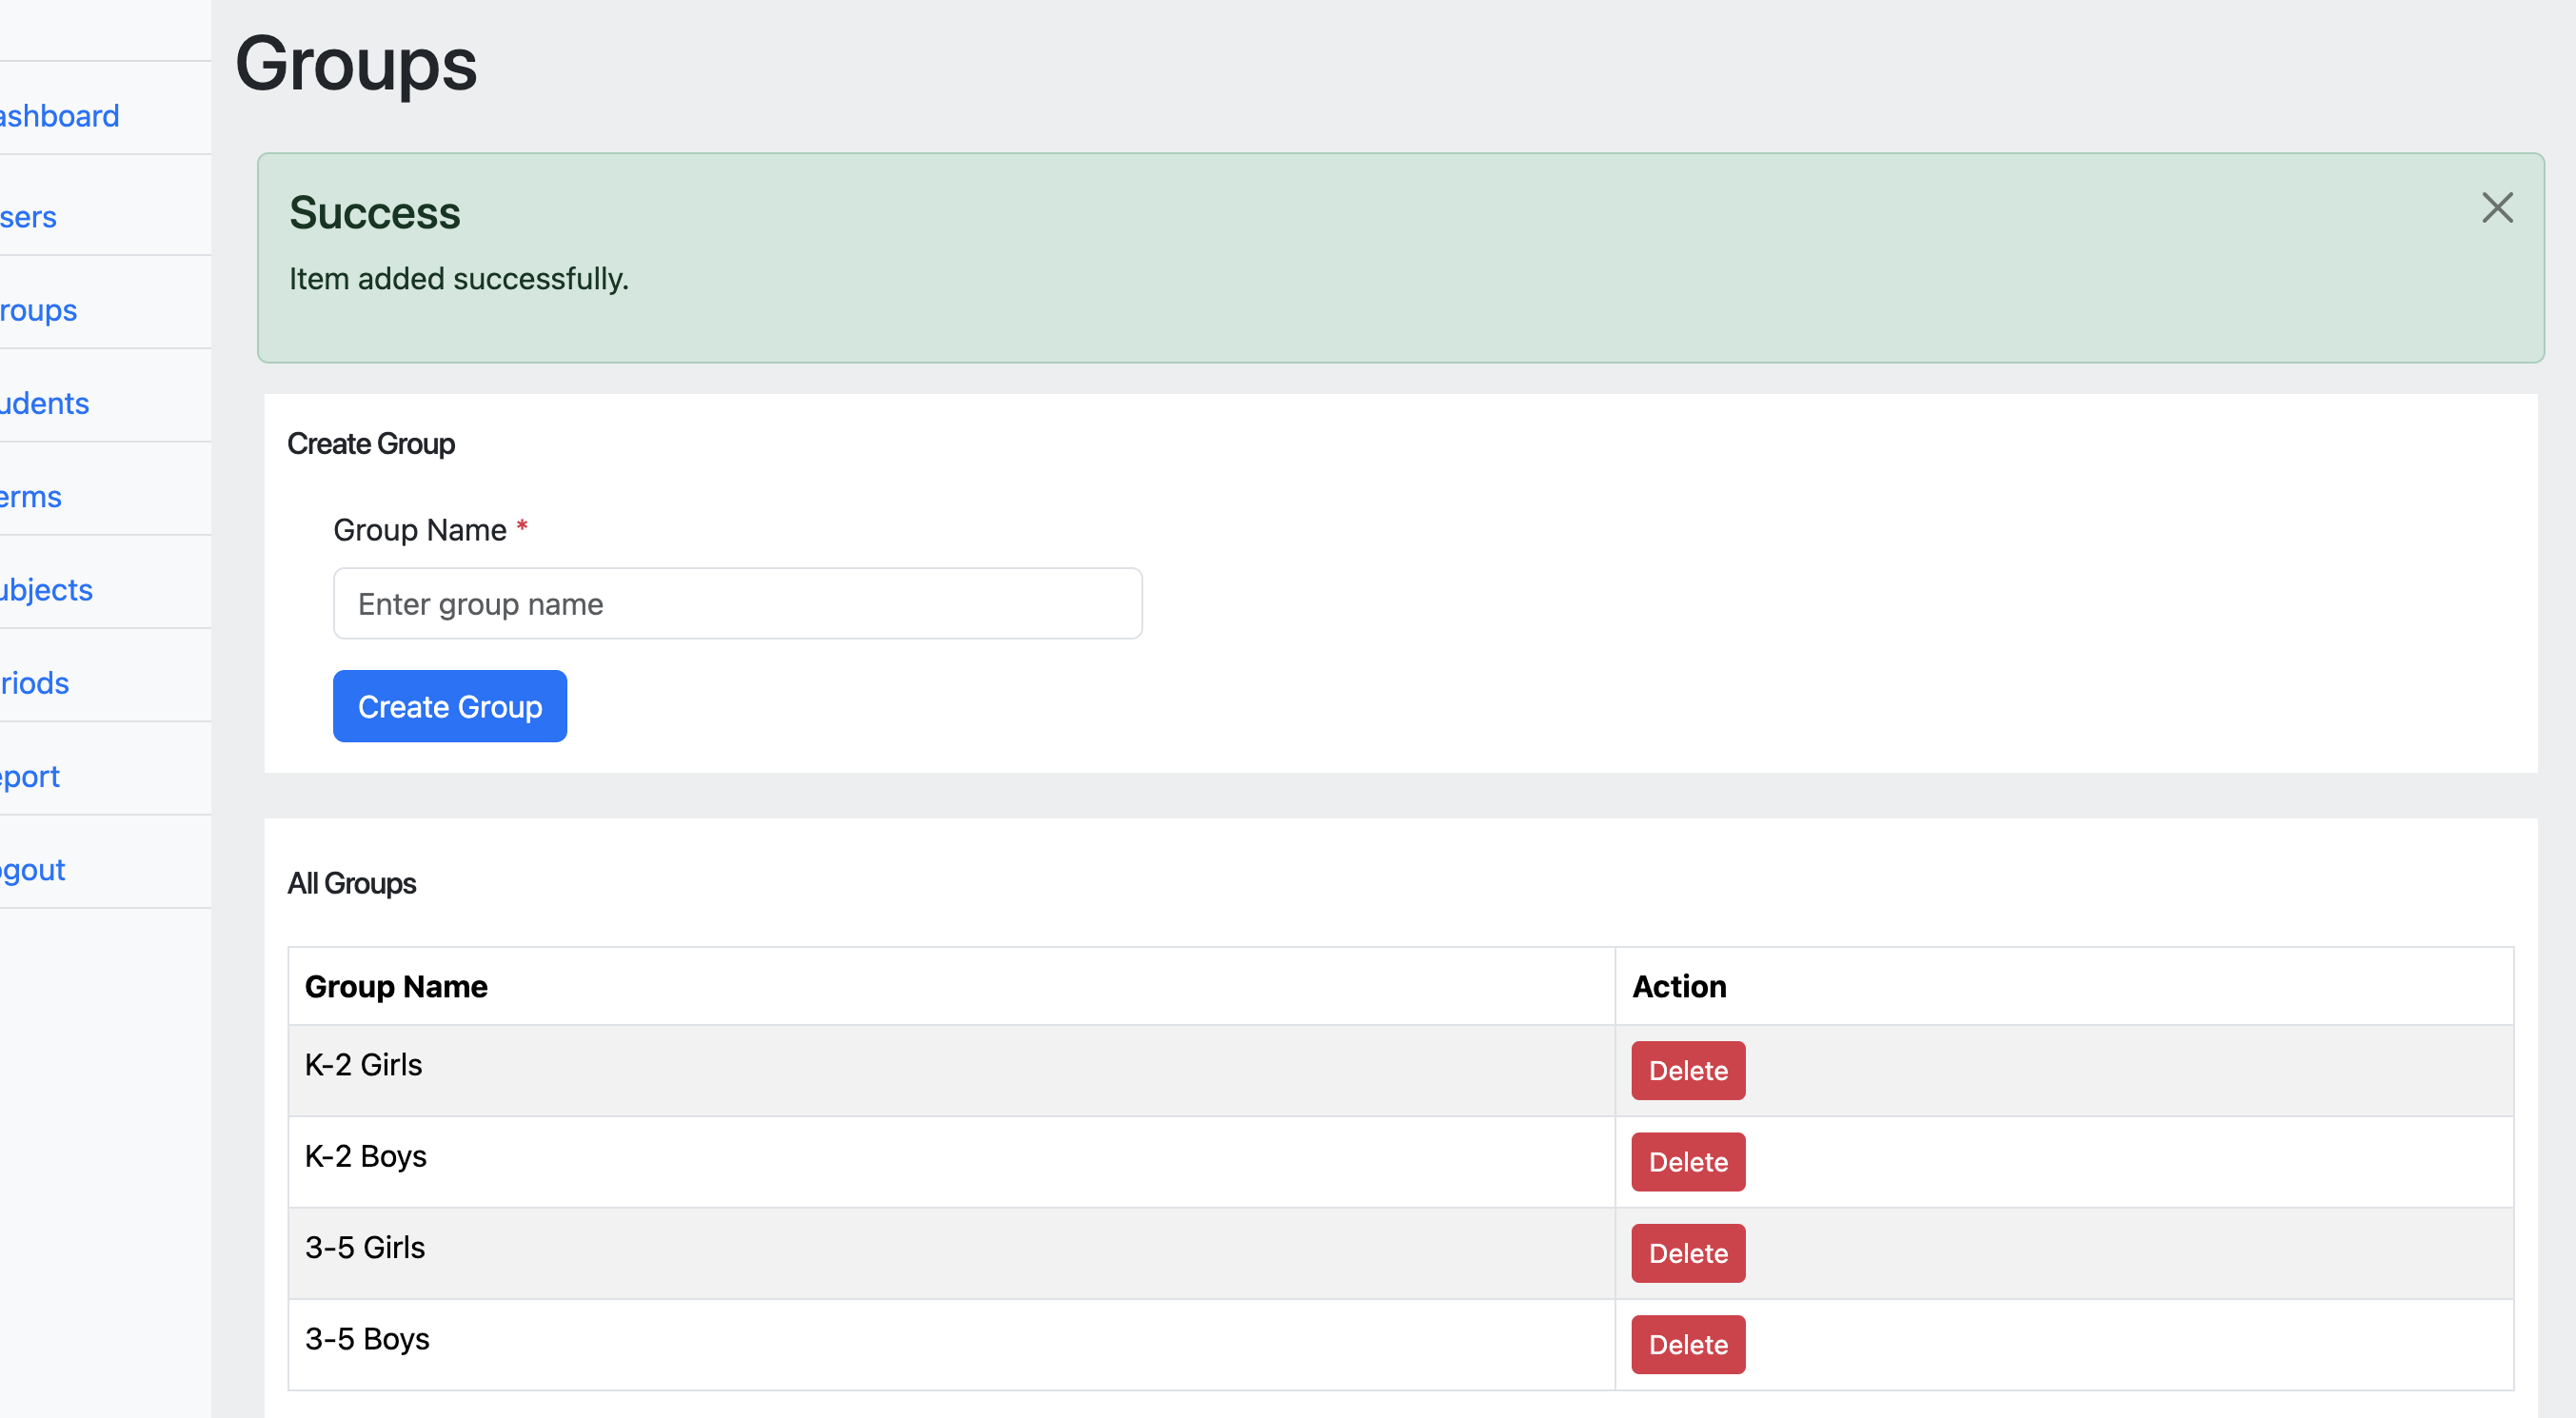 Groups
ashboard
sers
roups
udents
erms
ubjects
riods
eport
ogout
Success
Item added successfully.
Create Group
Group Name *
Enter group name
Create Group
All Groups
Group Name Action
K-2 Girls Delete
K-2 Boys Delete
3-5 Girls Delete
3-5 Boys Delete